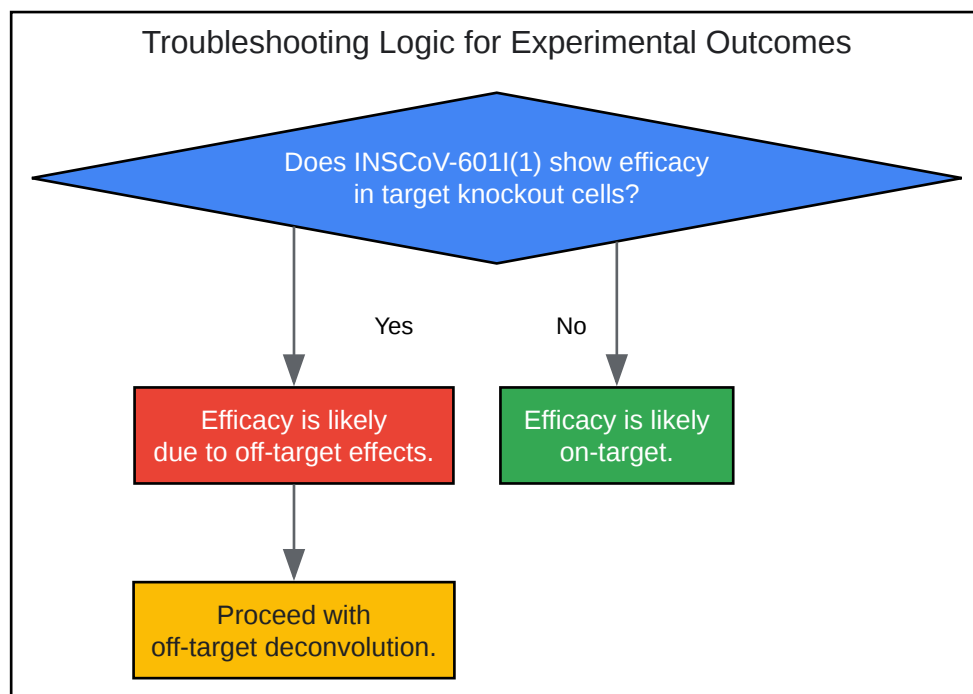 Troubleshooting Logic for Experimental Outcomes
Does INSCoV-601I(1) show efficacy
in target knockout cells?
Yes
No
Efficacy is likely
due to off-target effects.
Efficacy is likely
on-target.
Proceed with
off-target deconvolution.